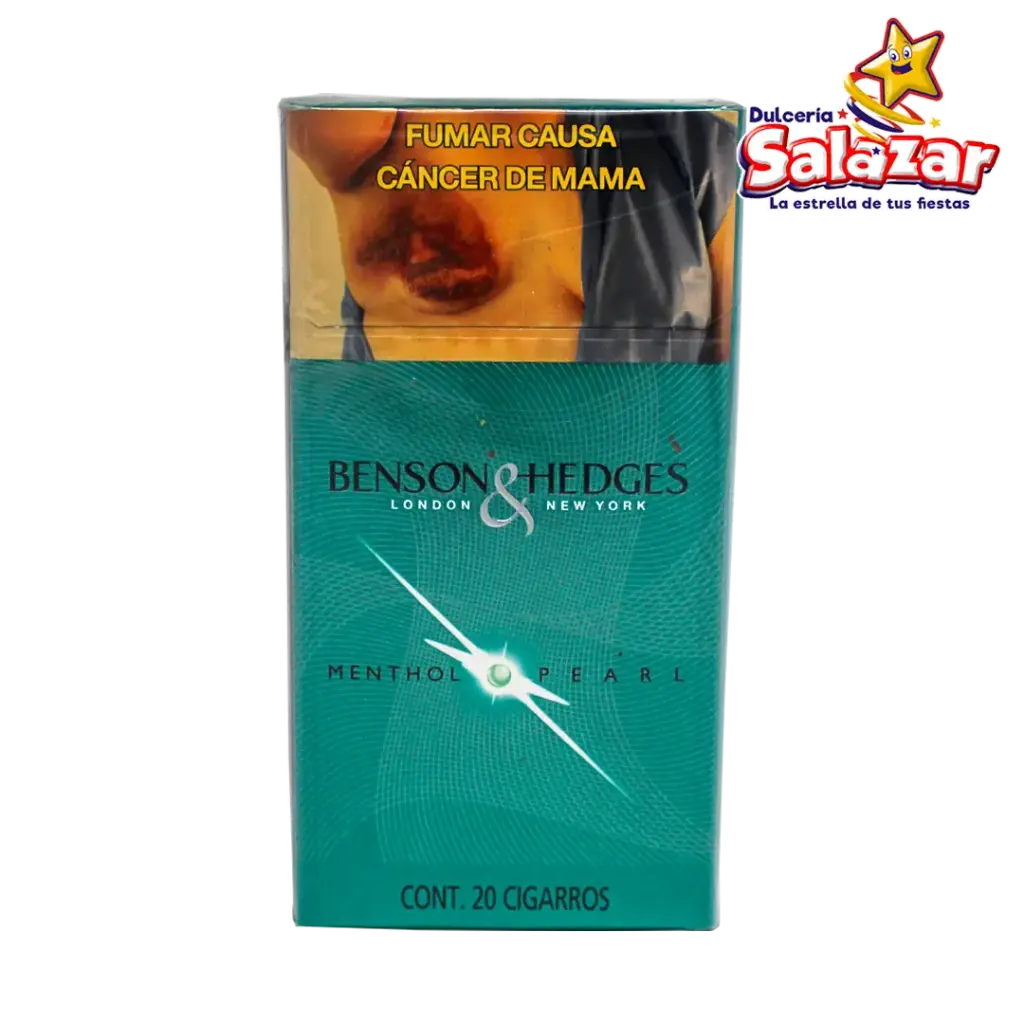 FUMAR CAUSA
CÁNCER DE MAMA
BENSON & HEDGES
LONDON NEW YORK
MENTHOL PEARL
CONT. 20 CIGARROS
Dulcería
Salazar
La estrella de tus fiestas